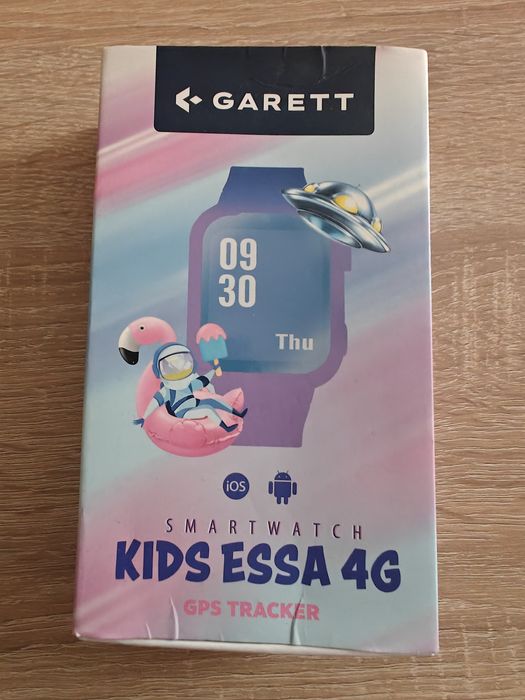 GARETT
09
30
Thu
iOS
SMARTWATCH
KIDS ESSA 4G
GPS TRACKER